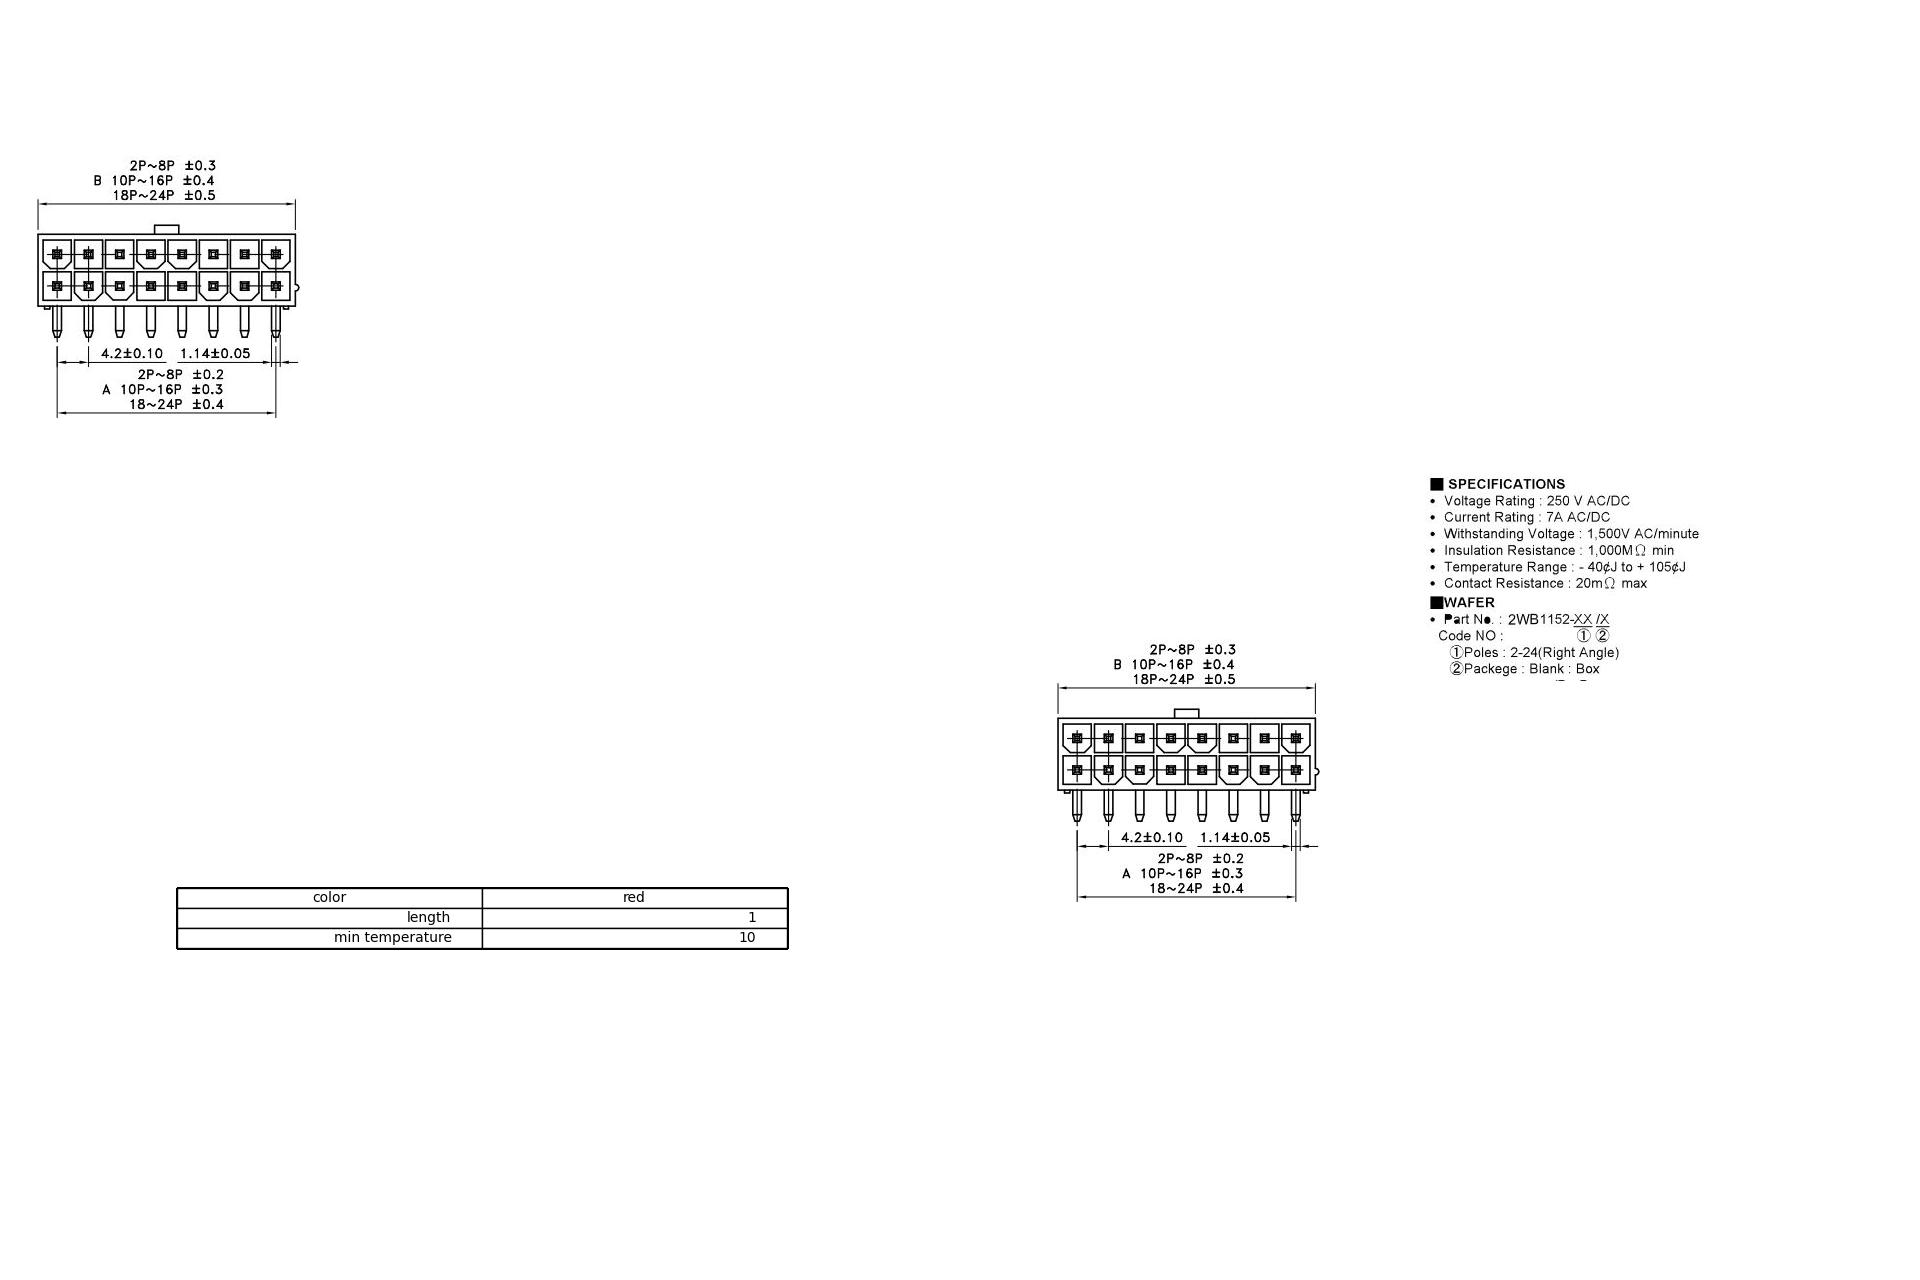 2P~8P ±0.3
B 10P~16P ±0.4
18P~24P ±0.5
4.2±0.10 1.14±0.05
2P~8P ±0.2
A 10P~16P ±0.3
18~24P ±0.4
■ SPECIFICATIONS
• Voltage Rating : 250 V AC/DC
• Current Rating : 7A AC/DC
• Withstanding Voltage : 1,500V AC/minute
• Insulation Resistance : 1,000MΩ min
• Temperature Range : - 40¢J to + 105¢J
• Contact Resistance : 20mΩ max
■WAFER
• Part No. : 2WB1152-XX /X
Code NO : ① ②
①Poles : 2-24(Right Angle)
②Packege : Blank : Box
2P~8P ±0.3
B 10P~16P ±0.4
18P~24P ±0.5
4.2±0.10 1.14±0.05
2P~8P ±0.2
A 10P~16P ±0.3
18~24P ±0.4
color red
length 1
min temperature 10